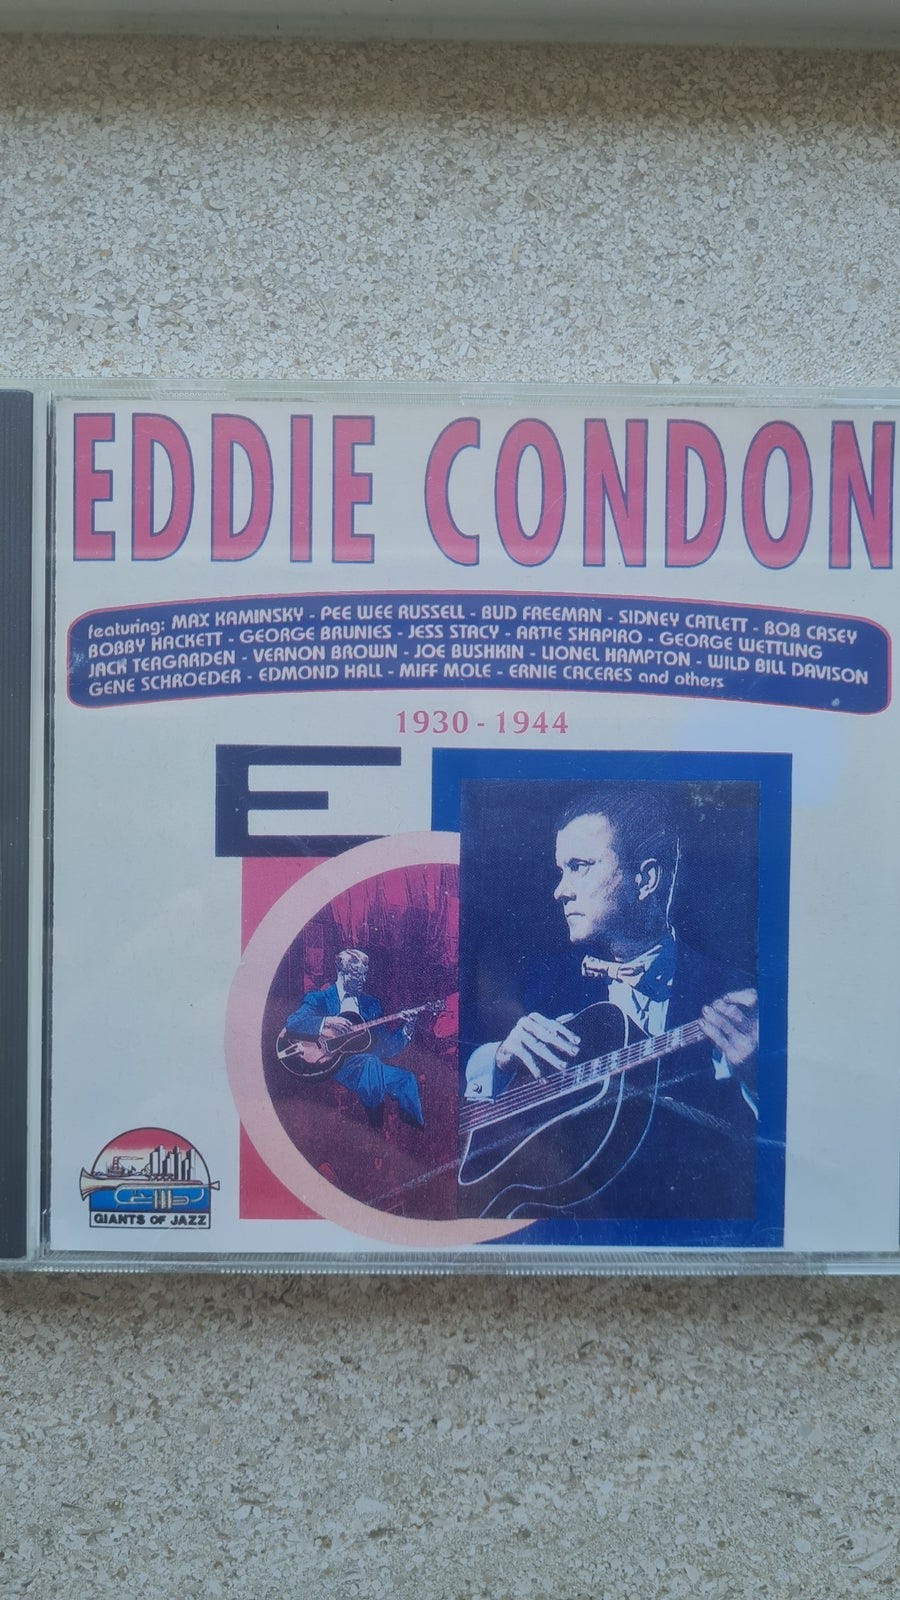 EDDIE CONDON
featuring: MAX KAMINSKY - PEE WEE RUSSELL - BUD FREEMAN - SIDNEY CATLETT - BOB CASEY
BOBBY HACKETT - GEORGE BRUNIES - JESS STACY - ARTIE SHAPIRO - GEORGE WETTLING
JACK TEAGARDEN - VERNON BROWN - JOE BUSHKIN - LIONEL HAMPTON - WILD BILL DAVISON
GENE SCHROEDER - EDMOND HALL - MIFF MOLE - ERNIE CACERES and others
1930 - 1944
E
C
GIANTS OF JAZZ